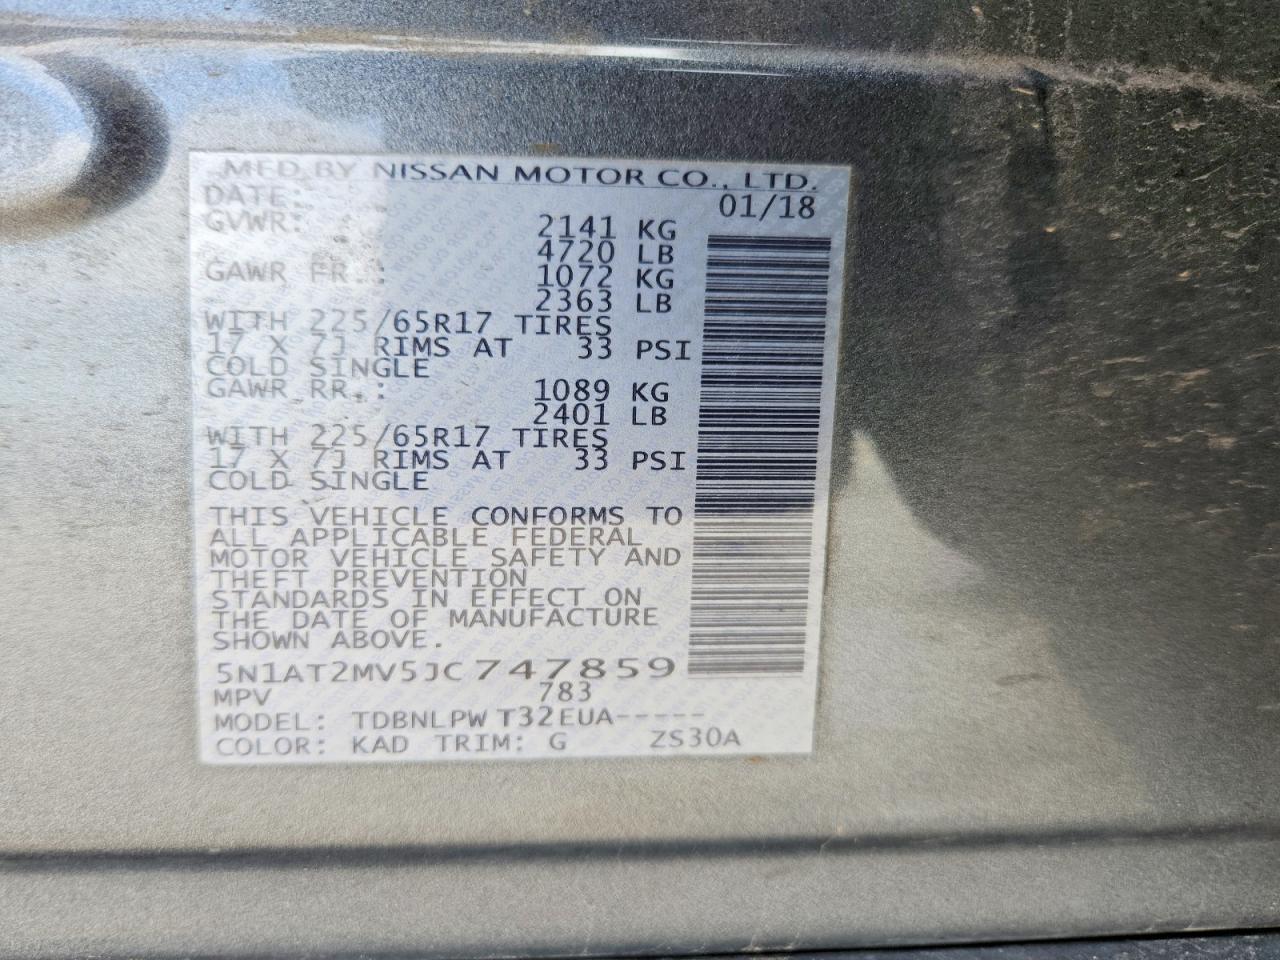 MFD BY NISSAN MOTOR CO., LTD.
DATE: 01/18
GVWR: 2141 KG
4720 LB
GAWR FR.: 1072 KG
2363 LB
WITH 225/65R17 TIRES
17 X 7J RIMS AT 33 PSI
COLD SINGLE
GAWR RR.: 1089 KG
2401 LB
WITH 225/65R17 TIRES
17 X 7J RIMS AT 33 PSI
COLD SINGLE
THIS VEHICLE CONFORMS TO
ALL APPLICABLE FEDERAL
MOTOR VEHICLE SAFETY AND
THEFT PREVENTION
STANDARDS IN EFFECT ON
THE DATE OF MANUFACTURE
SHOWN ABOVE.
5N1AT2MV5JC747859
MPV 783
MODEL: TDBNLPW T32EUA-----
COLOR: KAD TRIM: G ZS30A